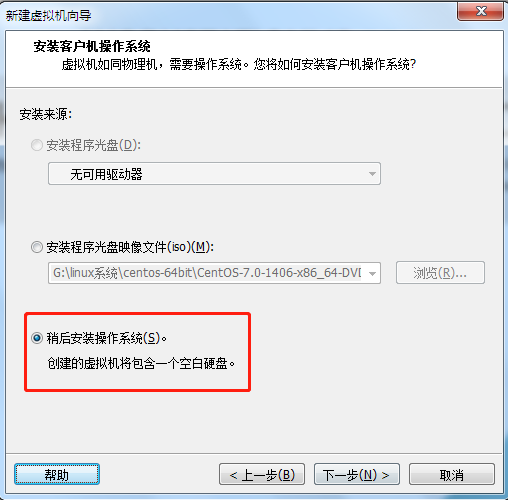 新建虚拟机向导
安装客户机操作系统
虚拟机如同物理机，需要操作系统。您将如何安装客户机操作系统?
安装来源:
安装程序光盘(D):
无可用驱动器
安装程序光盘映像文件(iso)(M):
G:\linux系统\centos-64bit\CentOS-7.0-1406-x86_64-DVD
浏览(R)...
稍后安装操作系统(S)。
创建的虚拟机将包含一个空白硬盘。
帮助
< 上一步(B)
下一步(N) >
取消